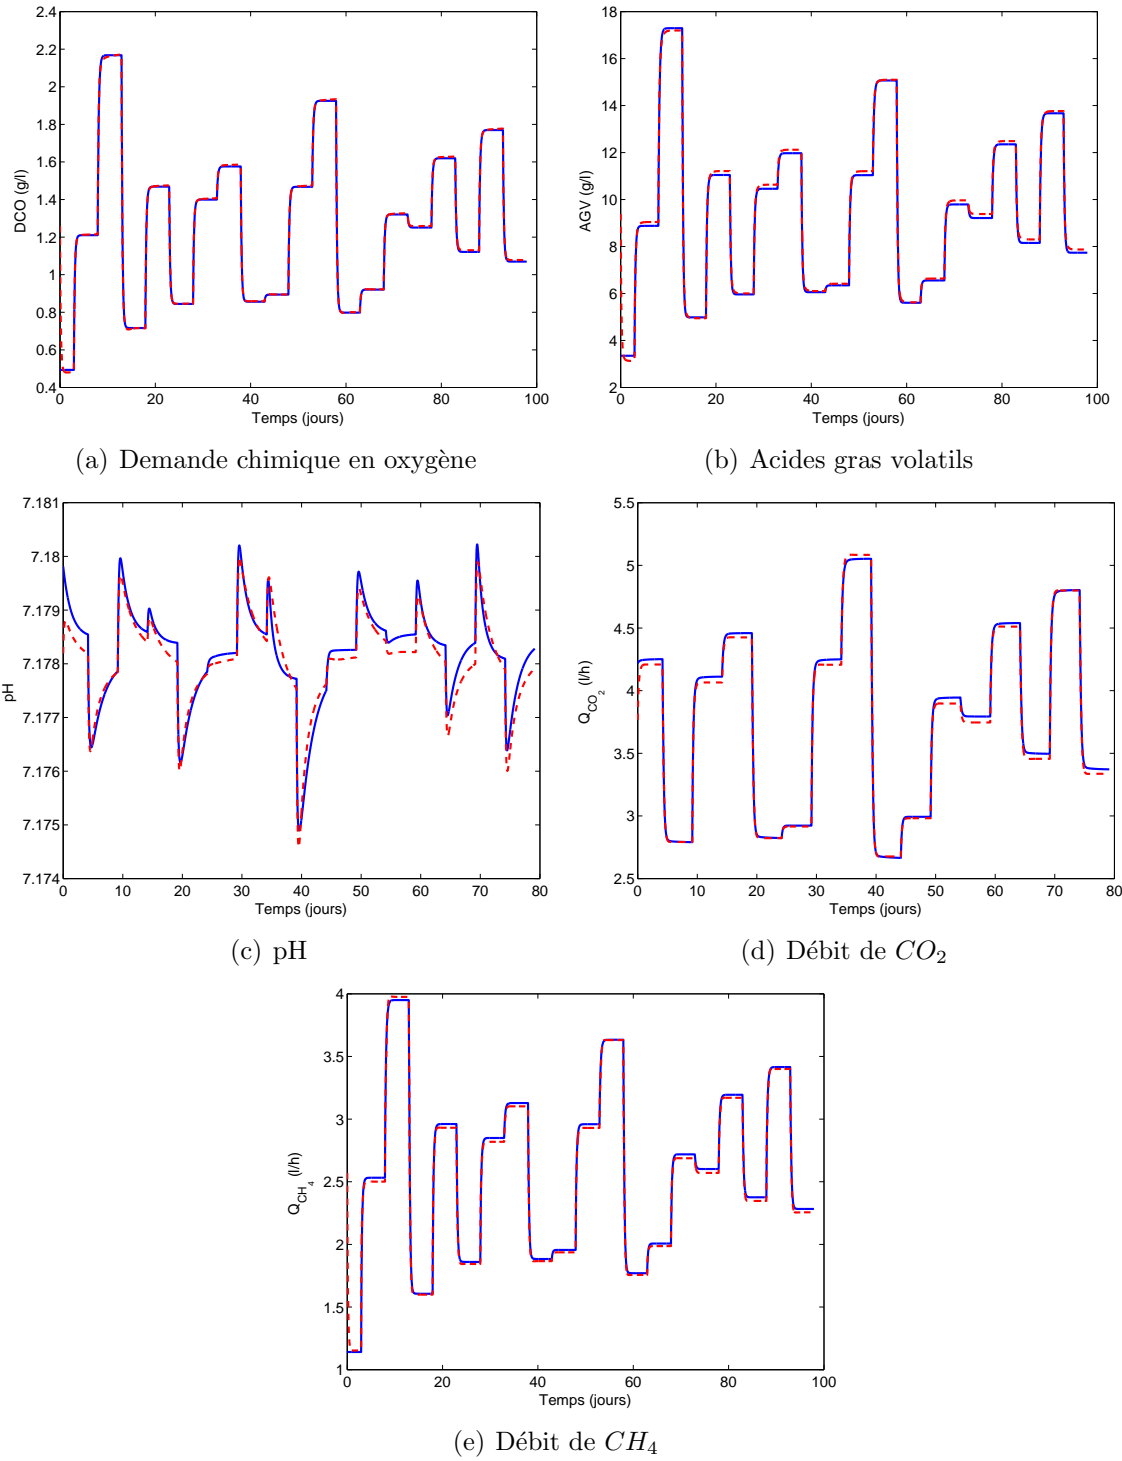 2.4
2.2
2
1.8
1.6
1.4
1.2
1
0.8
0.6
0.4
DCO (g/l)
0 20 40 60 80 100
Temps (jours)
(a) Demande chimique en oxygène
18
16
14
12
10
8
6
4
2
AGV (g/l)
0 20 40 60 80 100
Temps (jours)
(b) Acides gras volatils
7.181
7.18
7.179
7.178
7.177
7.176
7.175
7.174
pH
0 10 20 30 40 50 60 70 80
Temps (jours)
(c) pH
5.5
5
4.5
4
3.5
3
2.5
Q_CO_2 (l/h)
0 10 20 30 40 50 60 70 80
Temps (jours)
(d) Débit de CO₂
4
3.5
3
2.5
2
1.5
1
Q_CH_4 (l/h)
0 20 40 60 80 100
Temps (jours)
(e) Débit de CH₄